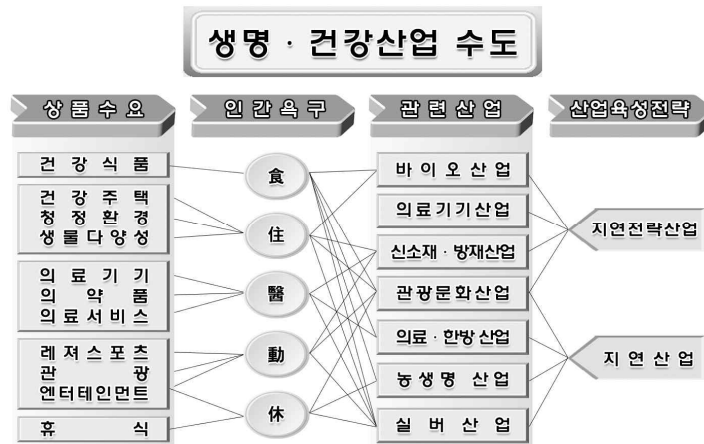 생명 · 건강산업 수도
상품수요
인간욕구
관련산업
산업육성전략
건강식품
건강주택
청정환경
생물다양성
의료기기
의약품
의료서비스
레져스포츠
관광
엔터테인먼트
휴식
食
住
醫
動
休
바이오산업
의료기기산업
신소재 · 방재산업
관광문화산업
의료 · 한방산업
농생명 산업
실버산업
지연전략산업
지연산업